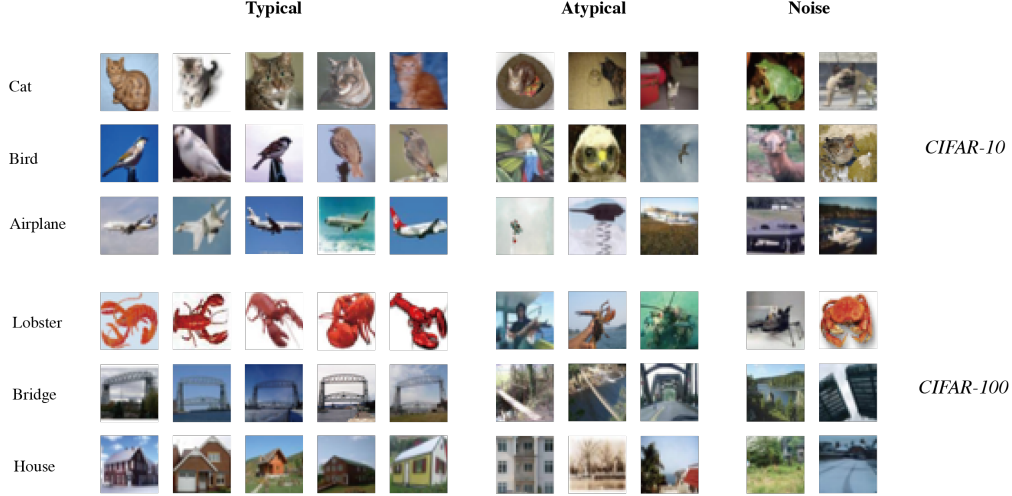 Typical Atypical Noise
Cat
Bird
CIFAR-10
Airplane
Lobster
Bridge
CIFAR-100
House